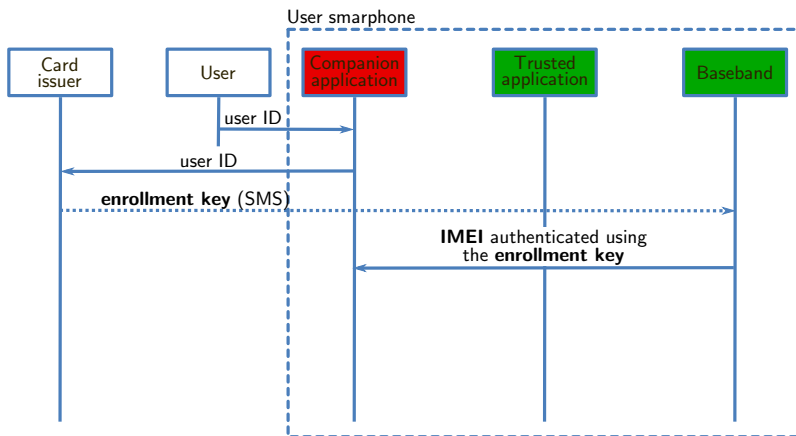 User smarphone
Card
issuer
User
Companion
application
Trusted
application
Baseband
user ID
user ID
enrollment key (SMS)
IMEI authenticated using
the enrollment key